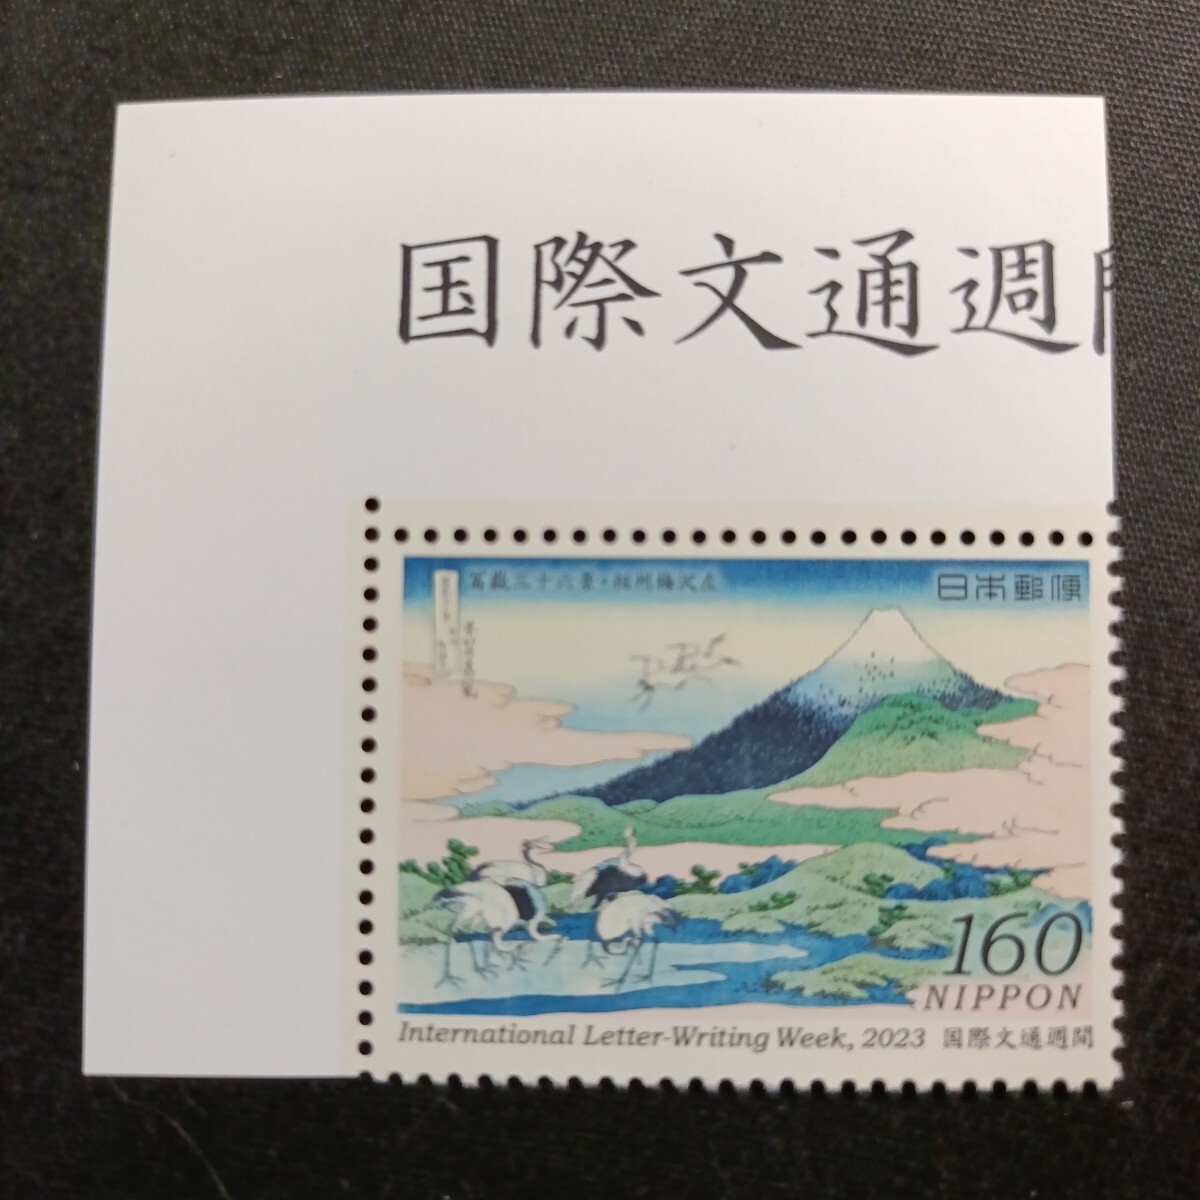 国際文通週
冨嶽三十六景・相州梅沢左
日本郵便
160
NIPPON
International Letter-Writing Week, 2023 国際文通週間